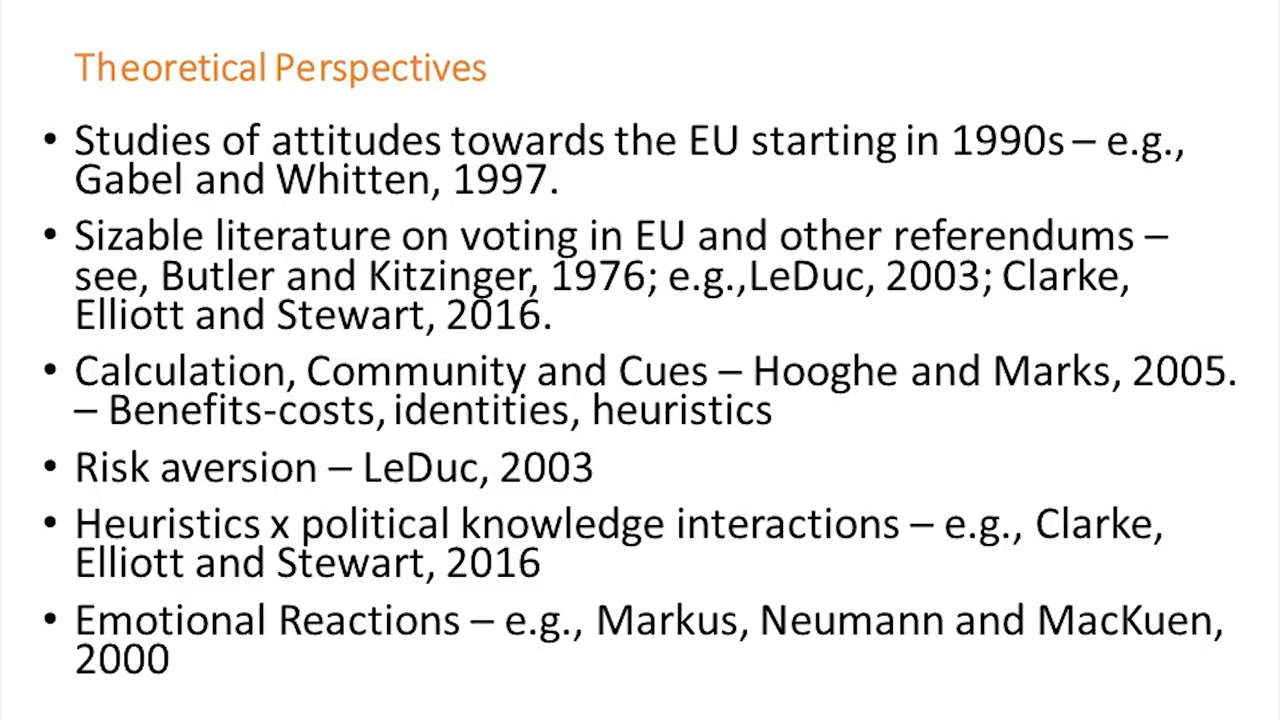 Theoretical Perspectives
• Studies of attitudes towards the EU starting in 1990s – e.g.,
Gabel and Whitten, 1997.
• Sizable literature on voting in EU and other referendums –
see, Butler and Kitzinger, 1976; e.g.,LeDuc, 2003; Clarke,
Elliott and Stewart, 2016.
• Calculation, Community and Cues – Hooghe and Marks, 2005.
– Benefits-costs, identities, heuristics
• Risk aversion – LeDuc, 2003
• Heuristics x political knowledge interactions – e.g., Clarke,
Elliott and Stewart, 2016
• Emotional Reactions – e.g., Markus, Neumann and MacKuen,
2000